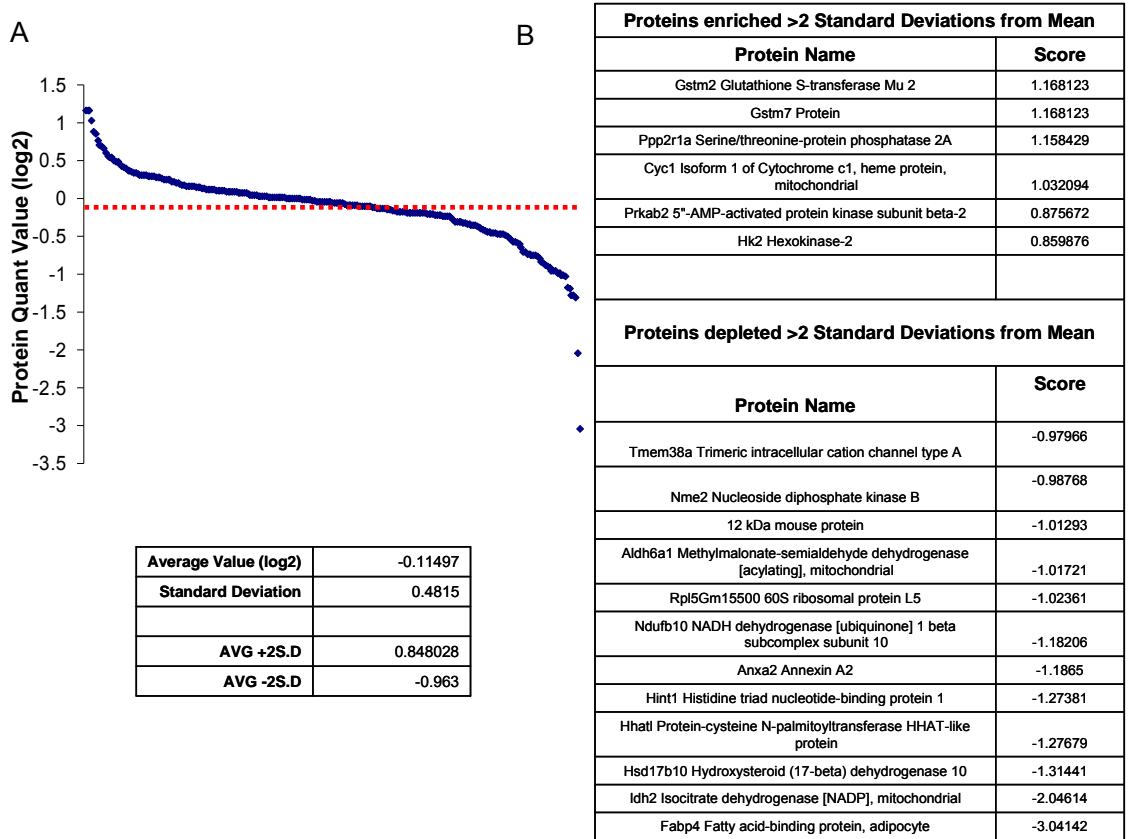 A
B
1.5
1
0.5
0
-0.5
-1
-1.5
-2
-2.5
-3
-3.5
Protein Quant Value (log2)
Average Value (log2) -0.11497
Standard Deviation 0.4815
AVG +2S.D 0.848028
AVG -2S.D -0.963
Proteins enriched >2 Standard Deviations from Mean
Protein Name Score
Gstm2 Glutathione S-transferase Mu 2 1.168123
Gstm7 Protein 1.168123
Ppp2r1a Serine/threonine-protein phosphatase 2A 1.158429
Cyc1 Isoform 1 of Cytochrome c1, heme protein,
mitochondrial 1.032094
Prkab2 5"-AMP-activated protein kinase subunit beta-2 0.875672
Hk2 Hexokinase-2 0.859876
Proteins depleted >2 Standard Deviations from Mean
Protein Name Score
Tmem38a Trimeric intracellular cation channel type A -0.97966
Nme2 Nucleoside diphosphate kinase B -0.98768
12 kDa mouse protein -1.01293
Aldh6a1 Methylmalonate-semialdehyde dehydrogenase
[acylating], mitochondrial -1.01721
Rpl5Gm15500 60S ribosomal protein L5 -1.02361
Ndufb10 NADH dehydrogenase [ubiquinone] 1 beta
subcomplex subunit 10 -1.18206
Anxa2 Annexin A2 -1.1865
Hint1 Histidine triad nucleotide-binding protein 1 -1.27381
Hhatl Protein-cysteine N-palmitoyltransferase HHAT-like
protein -1.27679
Hsd17b10 Hydroxysteroid (17-beta) dehydrogenase 10 -1.31441
Idh2 Isocitrate dehydrogenase [NADP], mitochondrial -2.04614
Fabp4 Fatty acid-binding protein, adipocyte -3.04142